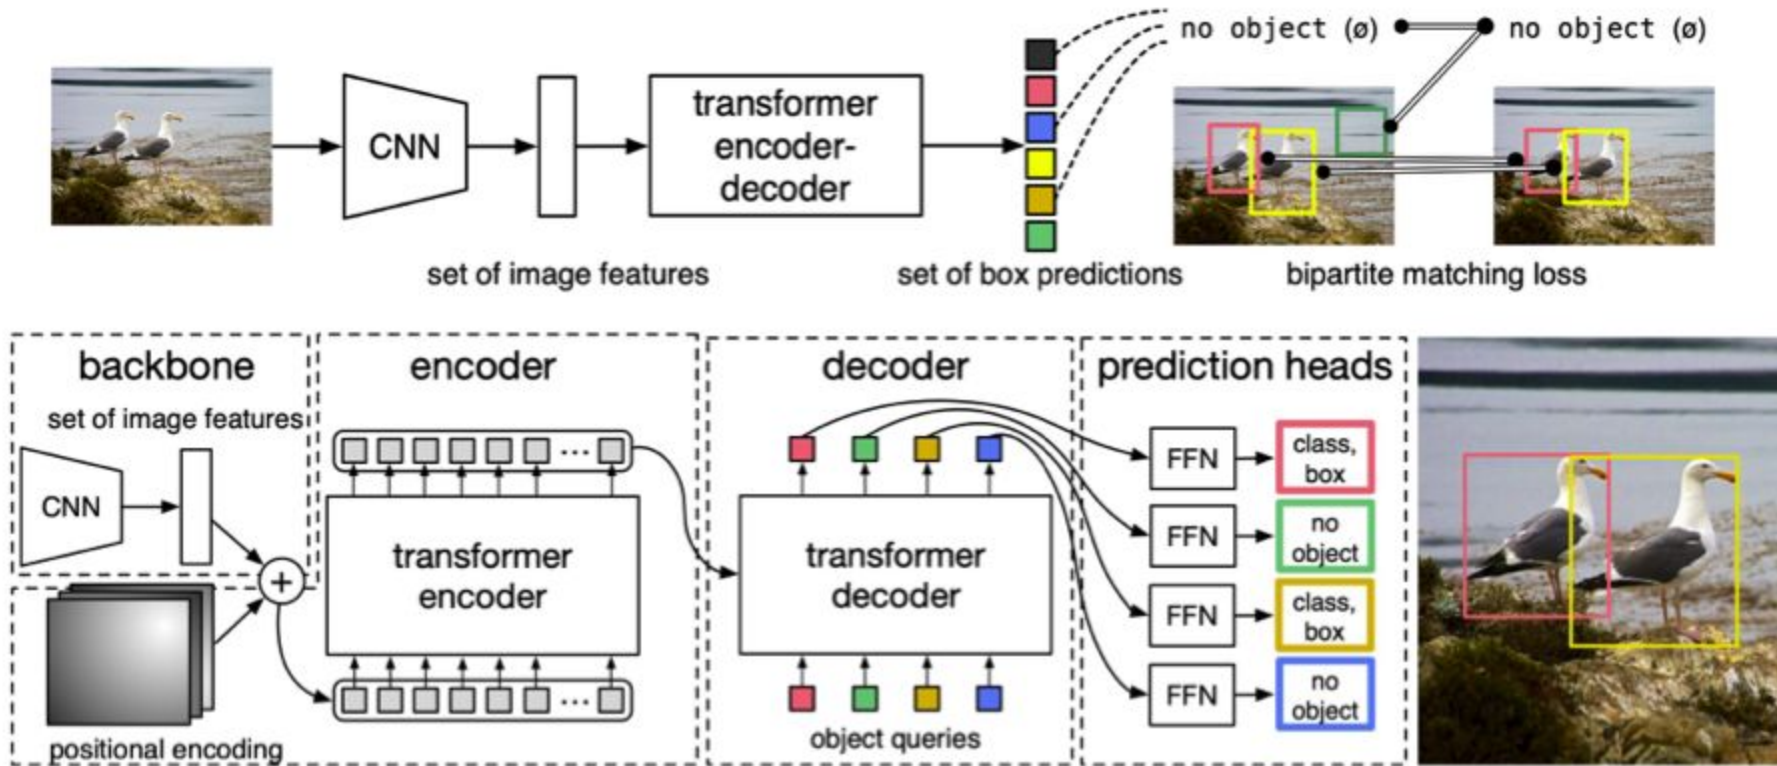 no object (ø)
no object (ø)
CNN
transformer
encoder-
decoder
set of image features
set of box predictions
bipartite matching loss
backbone
set of image features
CNN
+
positional encoding
encoder
...
transformer
encoder
...
decoder
transformer
decoder
object queries
prediction heads
FFN
class,
box
FFN
no
object
FFN
class,
box
FFN
no
object